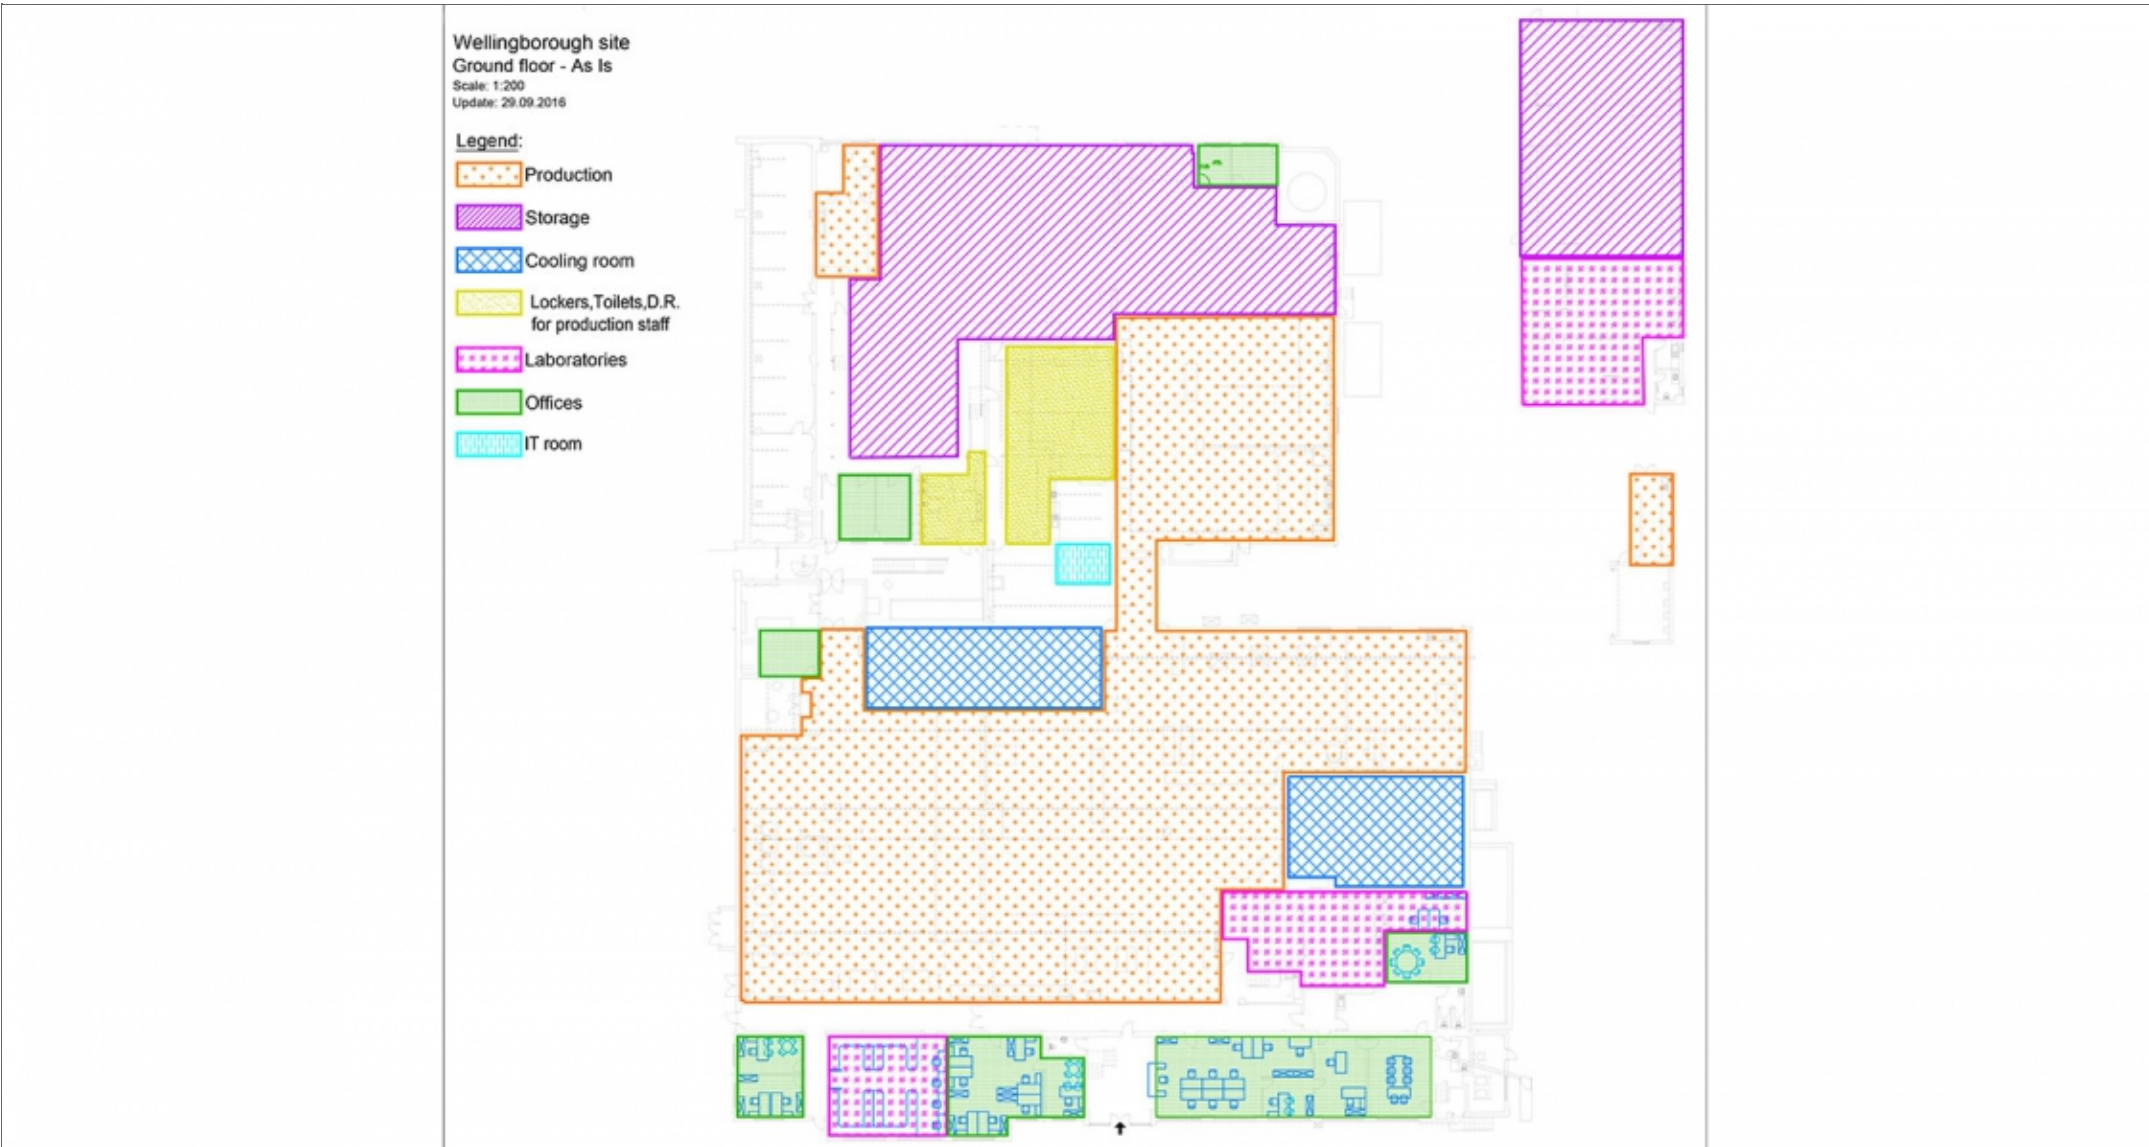 Wellingborough site
Ground floor - As Is
Scale: 1:200
Update: 29.09.2016
Legend:
Production
Storage
Cooling room
Lockers,Toilets,D.R.
for production staff
Laboratories
Offices
IT room